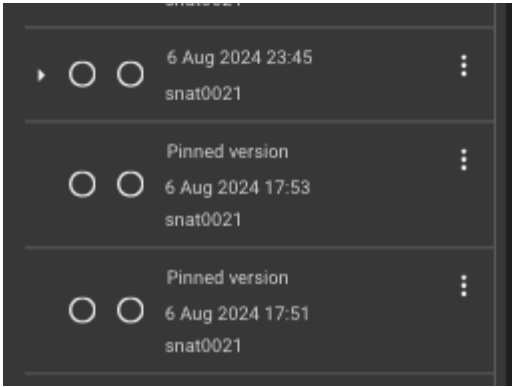 snat0021
6 Aug 2024 23:45
snat0021
Pinned version
6 Aug 2024 17:53
snat0021
Pinned version
6 Aug 2024 17:51
snat0021